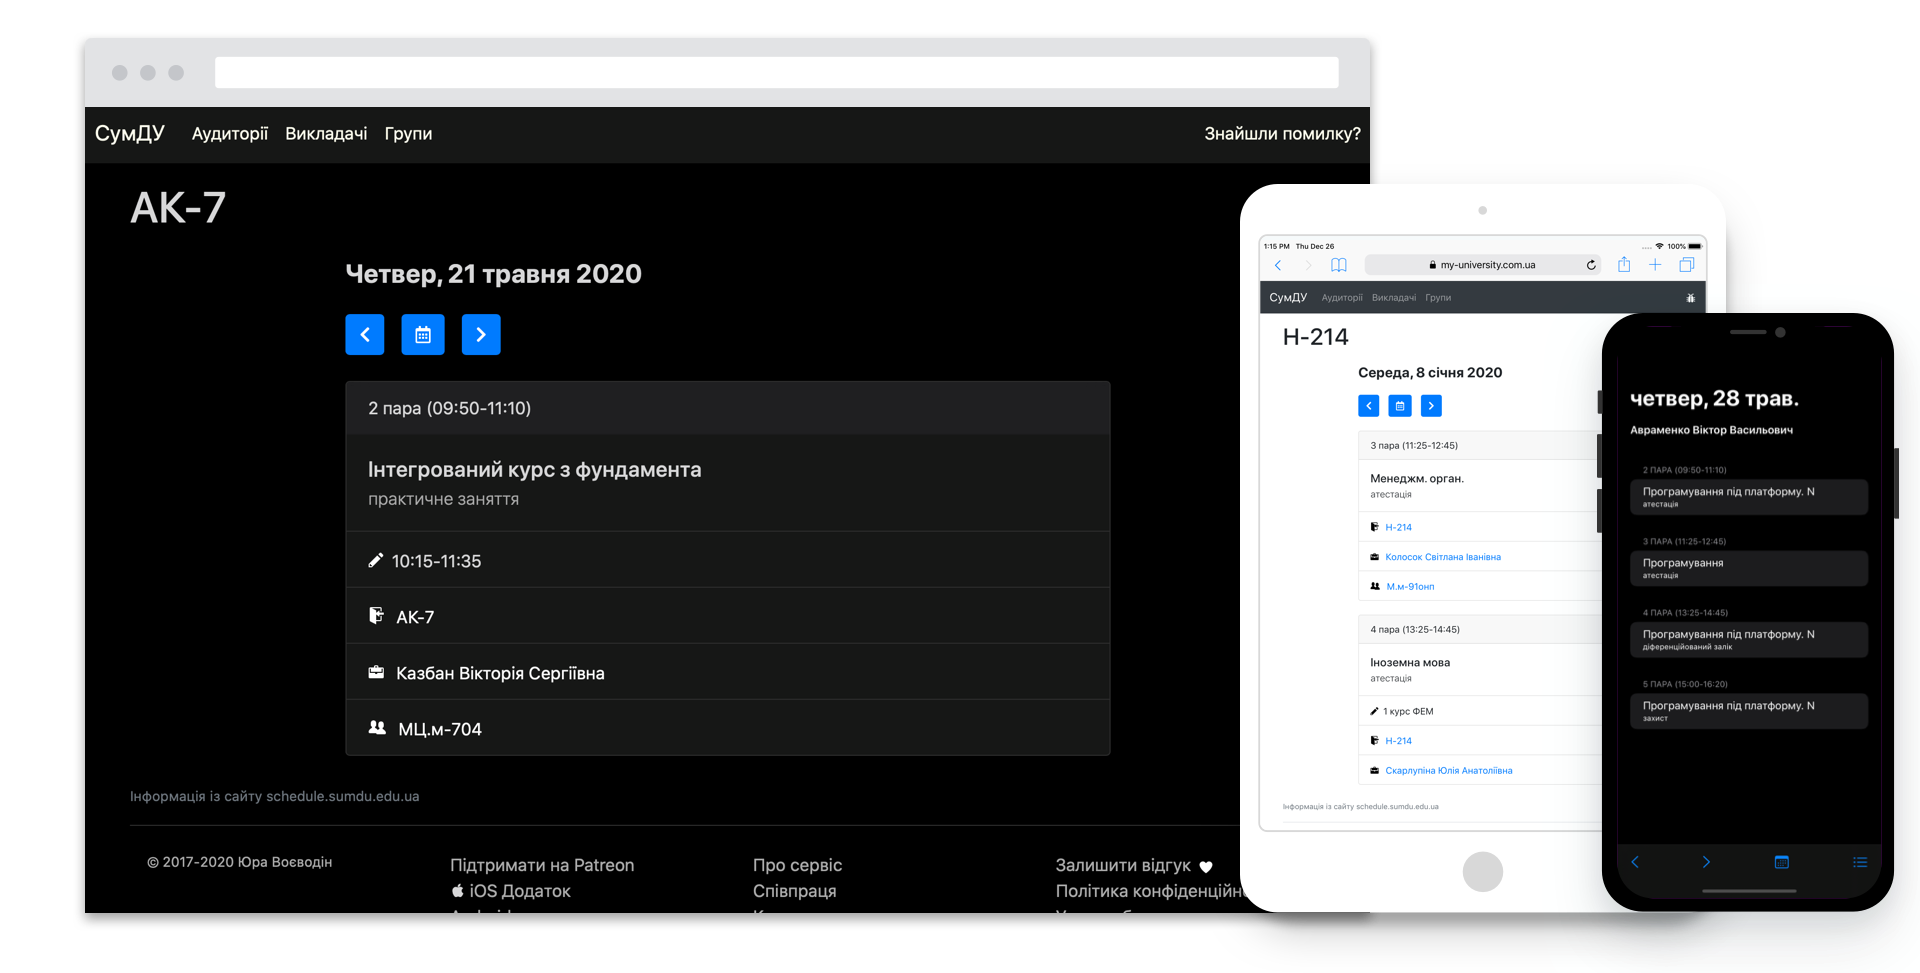 СумДУ Аудиторії Викладачі Групи Знайшли помилку?
АК-7
Четвер, 21 травня 2020
2 пара (09:50-11:10)
Інтегрований курс з фундамента
практичне заняття
10:15-11:35
АК-7
Казбан Вікторія Сергіївна
МЦ.м-704
Інформація із сайту schedule.sumdu.edu.ua
© 2017-2020 Юра Воєводін
Підтримати на Patreon
iOS Додаток
Про сервіс
Співпраця
Залишити відгук
Політика конфіденційн
1:15 PM Thu Dec 26 100%
my-university.com.ua
СумДУ Аудиторії Викладачі Групи
Н-214
Середа, 8 січня 2020
3 пара (11:25-12:45)
Менеджм. орган.
атестація
Н-214
Колосок Світлана Іванівна
М.м-91онп
4 пара (13:25-14:45)
Іноземна мова
атестація
1 курс ФЕМ
Н-214
Скарлупіна Юлія Анатоліївна
Інформація із сайту schedule.sumdu.edu.ua
четвер, 28 трав.
Авраменко Віктор Васильович
2 ПАРА (09:50-11:10)
Програмування під платформу. N
атестація
3 ПАРА (11:25-12:45)
Програмування
атестація
4 ПАРА (13:25-14:45)
Програмування під платформу. N
діференційований залік
5 ПАРА (15:00-16:20)
Програмування під платформу. N
захист